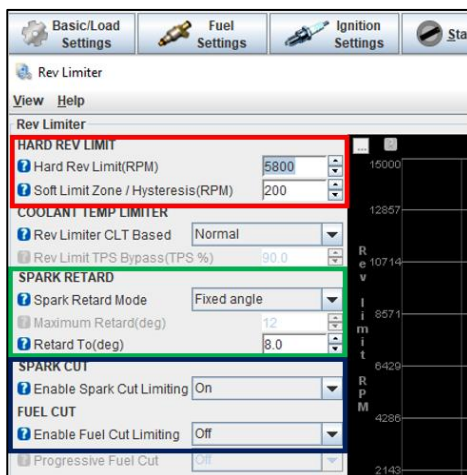 Basic/Load Settings
Fuel Settings
Ignition Settings
Sta
Rev Limiter
View Help
Rev Limiter
HARD REV LIMIT
Hard Rev Limit(RPM) 5800
Soft Limit Zone / Hysteresis(RPM) 200
COOLANT TEMP LIMITER
Rev Limiter CLT Based Normal
Rev Limit TPS Bypass(TPS %) 90.0
SPARK RETARD
Spark Retard Mode Fixed angle
Maximum Retard(deg) 12
Retard To(deg) 8.0
SPARK CUT
Enable Spark Cut Limiting On
FUEL CUT
Enable Fuel Cut Limiting Off
Progressive Fuel Cut Off
...
15000
12857
10714
8571
6429
4286
2143
Rev limit RPM